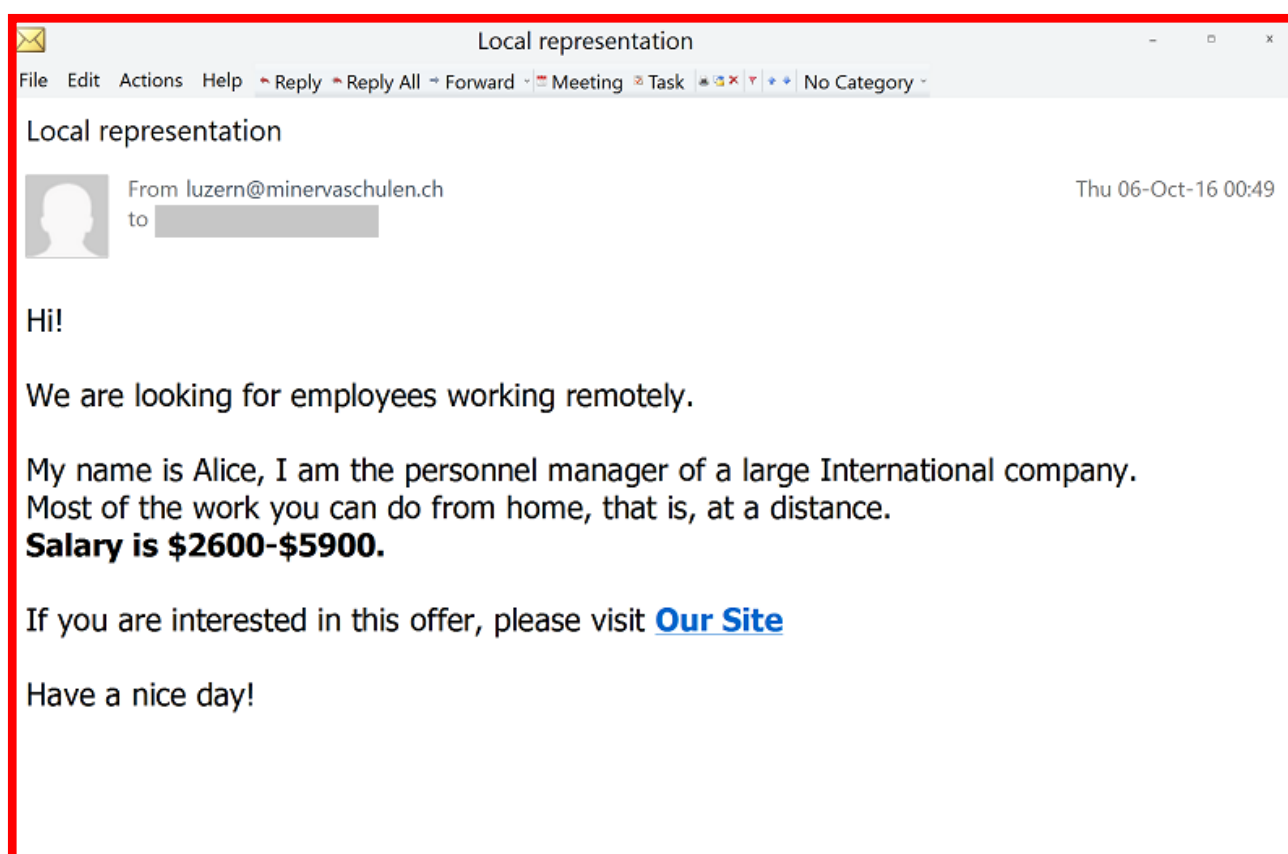 Local representation
File Edit Actions Help Reply Reply All Forward Meeting Task No Category
Local representation
From luzern@minervaschulen.ch Thu 06-Oct-16 00:49
to
Hi!
We are looking for employees working remotely.
My name is Alice, I am the personnel manager of a large International company.
Most of the work you can do from home, that is, at a distance.
Salary is $2600-$5900.
If you are interested in this offer, please visit Our Site
Have a nice day!